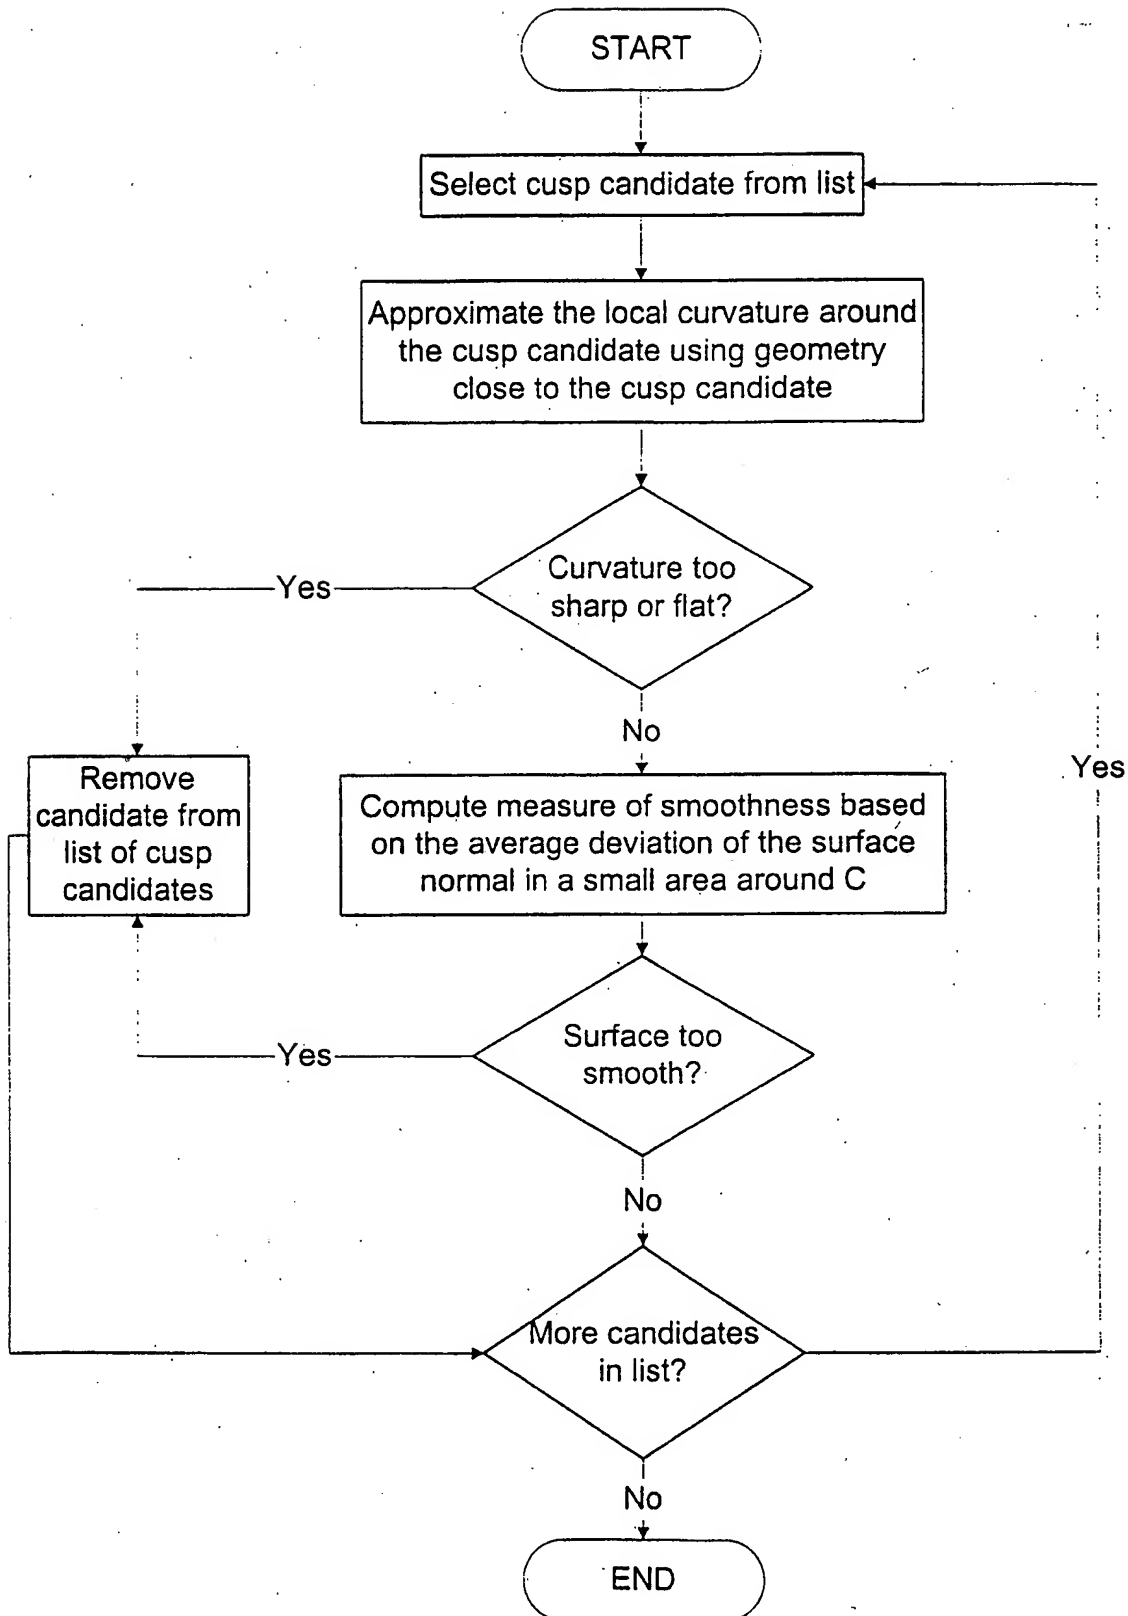 START
Select cusp candidate from list
Approximate the local curvature around
the cusp candidate using geometry
close to the cusp candidate
Curvature too
sharp or flat?
Yes
No
Remove
candidate from
list of cusp
candidates
Compute measure of smoothness based
on the average deviation of the surface
normal in a small area around C
Yes
Surface too
smooth?
Yes
No
More candidates
in list?
No
END